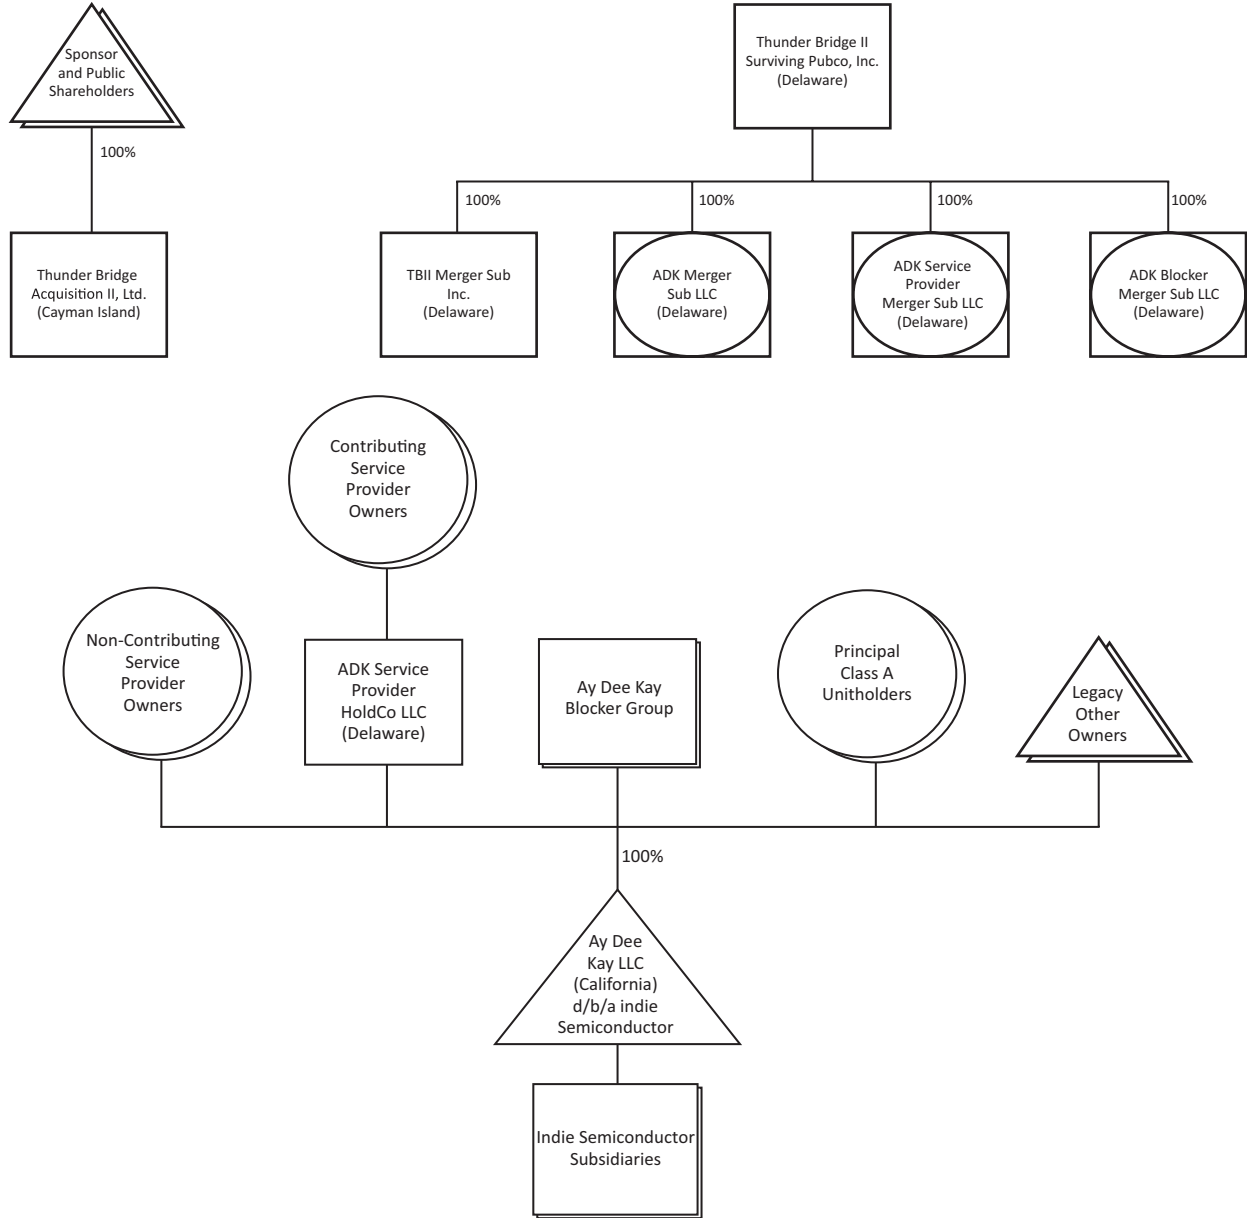 Sponsor
and Public
Shareholders
100%
Thunder Bridge
Acquisition II, Ltd.
(Cayman Island)
Thunder Bridge II
Surviving Pubco, Inc.
(Delaware)
100%
100%
100%
100%
TBII Merger Sub
Inc.
(Delaware)
ADK Merger
Sub LLC
(Delaware)
ADK Service
Provider
Merger Sub LLC
(Delaware)
ADK Blocker
Merger Sub LLC
(Delaware)
Contributing
Service
Provider
Owners
Non-Contributing
Service
Provider
Owners
ADK Service
Provider
HoldCo LLC
(Delaware)
Ay Dee Kay
Blocker Group
Principal
Class A
Unitholders
Legacy
Other
Owners
100%
Ay Dee
Kay LLC
(California)
d/b/a indie
Semiconductor
Indie Semiconductor
Subsidiaries